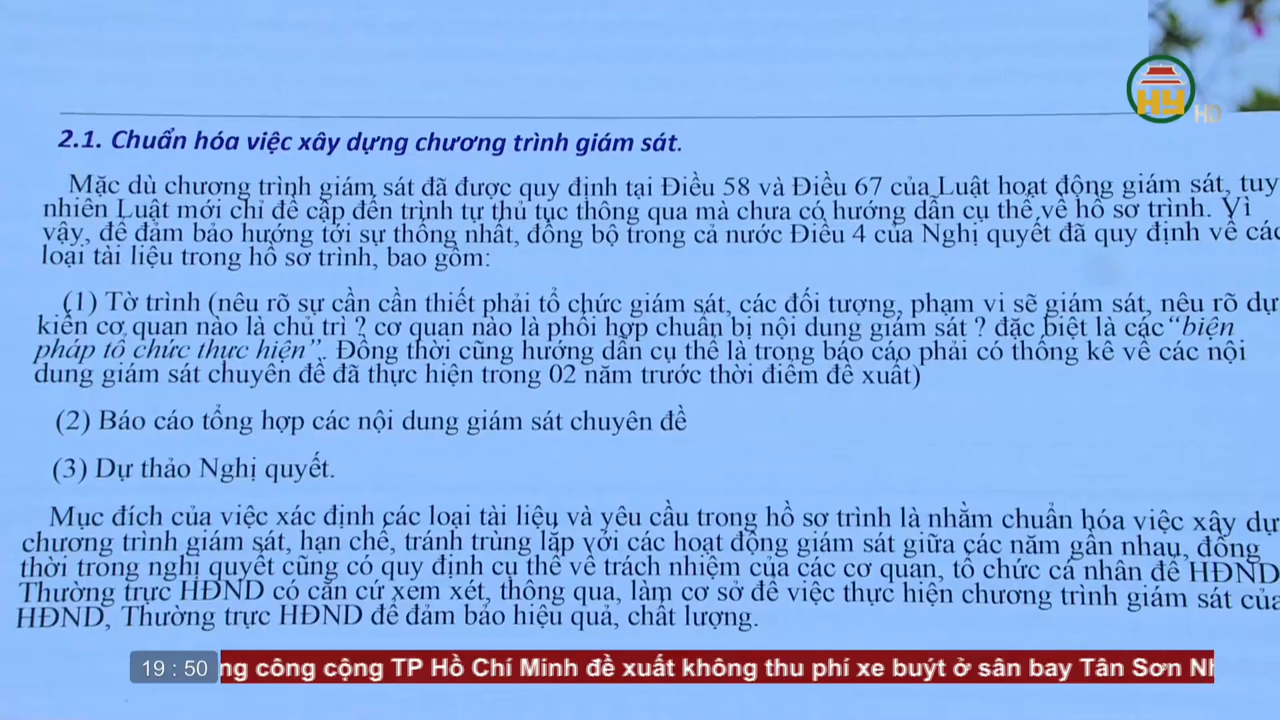 HY HD
2.1. Chuẩn hóa việc xây dựng chương trình giám sát.
Mặc dù chương trình giám sát đã được quy định tại Điều 58 và Điều 67 của Luật hoạt động giám sát, tuy
nhiên Luật mới chỉ đề cập đến trình tự thủ tục thông qua mà chưa có hướng dẫn cụ thể về hồ sơ trình. Vì
vậy, để đảm bảo hướng tới sự thống nhất, đồng bộ trong cả nước Điều 4 của Nghị quyết đã quy định về các
loại tài liệu trong hồ sơ trình, bao gồm:
(1) Tờ trình (nêu rõ sự cần cần thiết phải tổ chức giám sát, các đối tượng, phạm vi sẽ giám sát, nêu rõ dự
kiến cơ quan nào là chủ trì ? cơ quan nào là phối hợp chuẩn bị nội dung giám sát ? đặc biệt là các “biện
pháp tổ chức thực hiện”. Đồng thời cũng hướng dẫn cụ thể là trong báo cáo phải có thống kê về các nội
dung giám sát chuyên đề đã thực hiện trong 02 năm trước thời điểm đề xuất)
(2) Báo cáo tổng hợp các nội dung giám sát chuyên đề
(3) Dự thảo Nghị quyết.
Mục đích của việc xác định các loại tài liệu và yêu cầu trong hồ sơ trình là nhằm chuẩn hóa việc xây dự
chương trình giám sát, hạn chế, tránh trùng lặp với các hoạt động giám sát giữa các năm gần nhau, đồng
thời trong nghị quyết cũng có quy định cụ thể về trách nhiệm của các cơ quan, tổ chức cá nhân để HĐND
Thường trực HĐND có căn cứ xem xét, thông qua, làm cơ sở để việc thực hiện chương trình giám sát của
HĐND, Thường trực HĐND để đảm bảo hiệu quả, chất lượng.
19 : 50 ng công cộng TP Hồ Chí Minh đề xuất không thu phí xe buýt ở sân bay Tân Sơn Nh